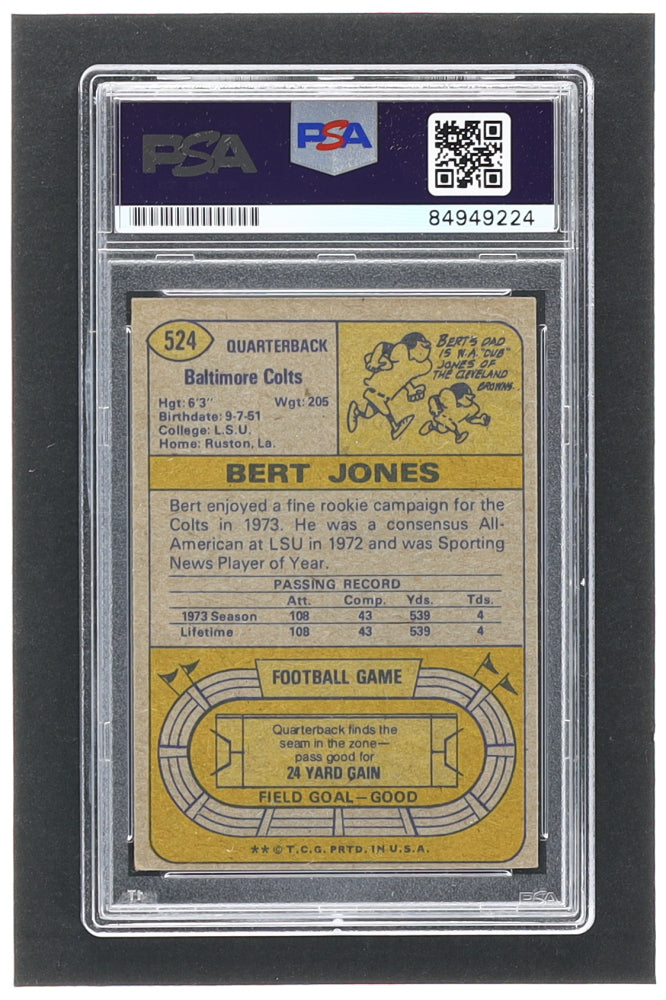 PSA PSA
84949224
524 QUARTERBACK
Baltimore Colts
Hgt: 6'3" Wgt: 205
Birthdate: 9-7-51
College: L.S.U.
Home: Ruston, La.
BERT'S DAD
IS W.A. "DUB"
JONES OF
THE CLEVELAND
BROWNS.
BERT JONES
Bert enjoyed a fine rookie campaign for the
Colts in 1973. He was a consensus All-
American at LSU in 1972 and was Sporting
News Player of Year.
PASSING RECORD
Att. Comp. Yds. Tds.
1973 Season 108 43 539 4
Lifetime 108 43 539 4
FOOTBALL GAME
Quarterback finds the
seam in the zone—
pass good for
24 YARD GAIN
FIELD GOAL—GOOD
** © T.C.G. PRTD. IN U.S.A.
PSA